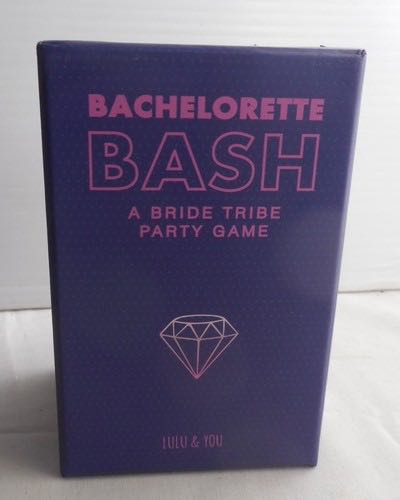 BACHELORETTE
BASH
A BRIDE TRIBE
PARTY GAME
LULU & YOU